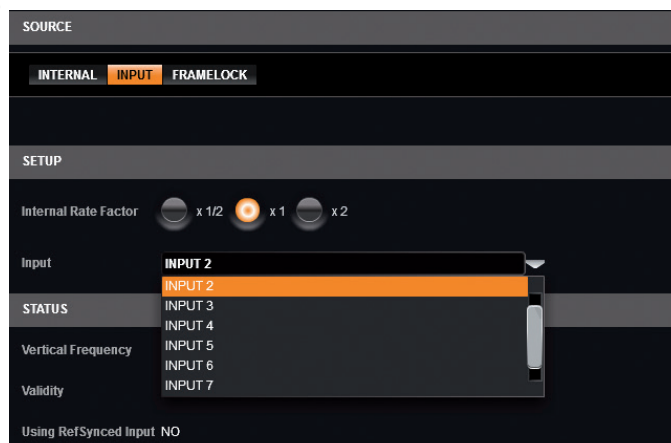 SOURCE
INTERNAL INPUT FRAMELOCK
SETUP
Internal Rate Factor x 1/2 x 1 x 2
Input INPUT 2
INPUT 2
INPUT 3
STATUS
INPUT 4
Vertical Frequency
INPUT 5
INPUT 6
Validity
INPUT 7
Using RefSynced Input NO